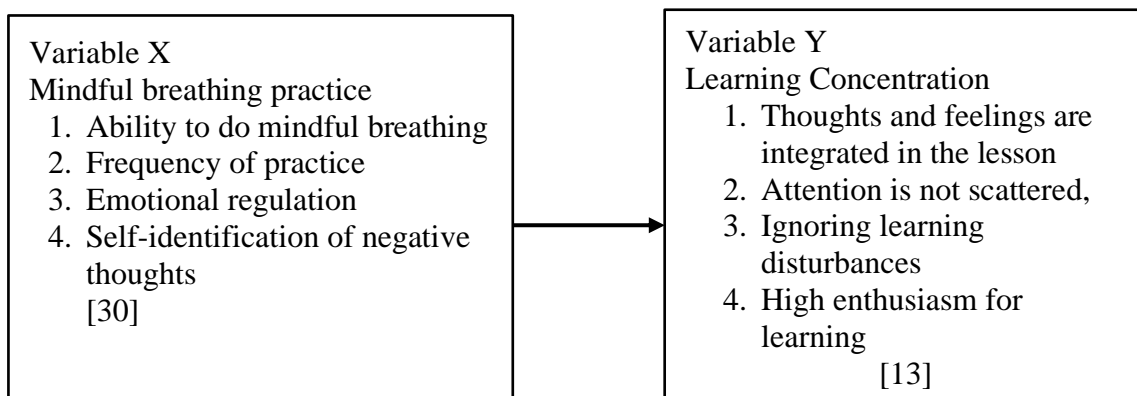 Variable X
Mindful breathing practice
1. Ability to do mindful breathing
2. Frequency of practice
3. Emotional regulation
4. Self-identification of negative
thoughts
[30]
Variable Y
Learning Concentration
1. Thoughts and feelings are
integrated in the lesson
2. Attention is not scattered,
3. Ignoring learning
disturbances
4. High enthusiasm for
learning
[13]